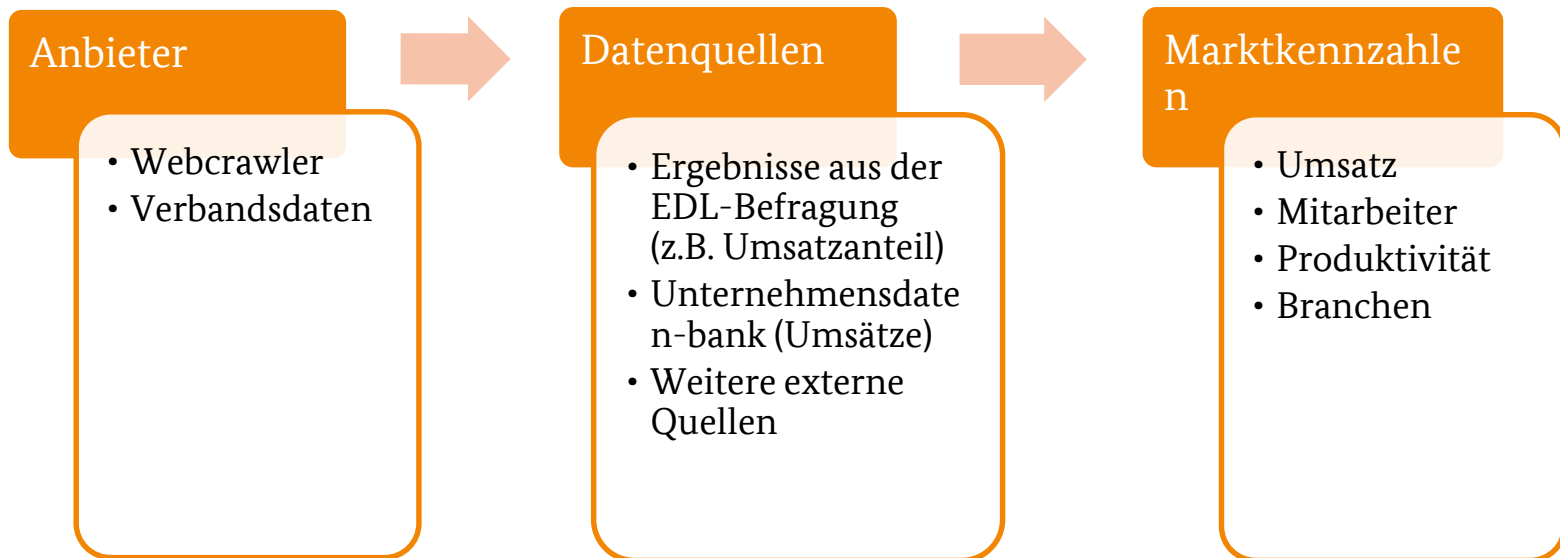 Anbieter
• Webcrawler
• Verbandsdaten
Datenquellen
• Ergebnisse aus der
EDL-Befragung
(z.B. Umsatzanteil)
• Unternehmensdate
n-bank (Umsätze)
• Weitere externe
Quellen
Marktkennzahle
n
• Umsatz
• Mitarbeiter
• Produktivität
• Branchen